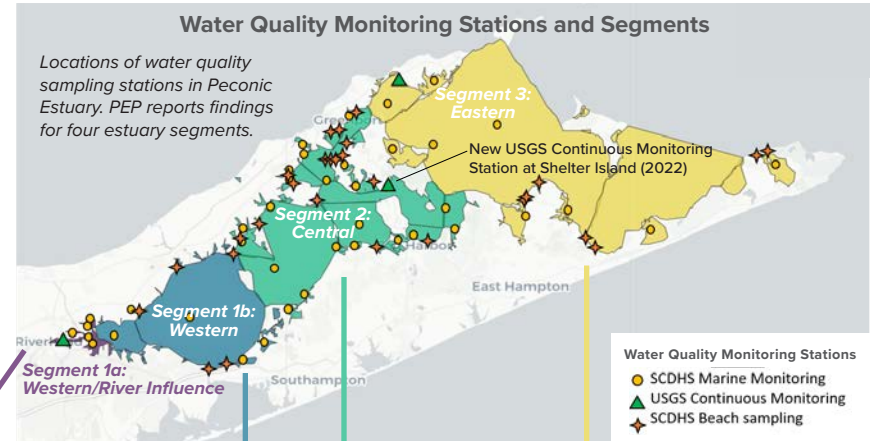 Water Quality Monitoring Stations and Segments
Locations of water quality
sampling stations in Peconic
Estuary. PEP reports findings
for four estuary segments.
Segment 3:
Eastern
New USGS Continuous Monitoring
Station at Shelter Island (2022)
Segment 2:
Central
Harbor
East Hampton
Segment 1b:
Western
Segment 1a:
Western/River Influence
Southampton
Water Quality Monitoring Stations
SCDHS Marine Monitoring
USGS Continuous Monitoring
SCDHS Beach sampling